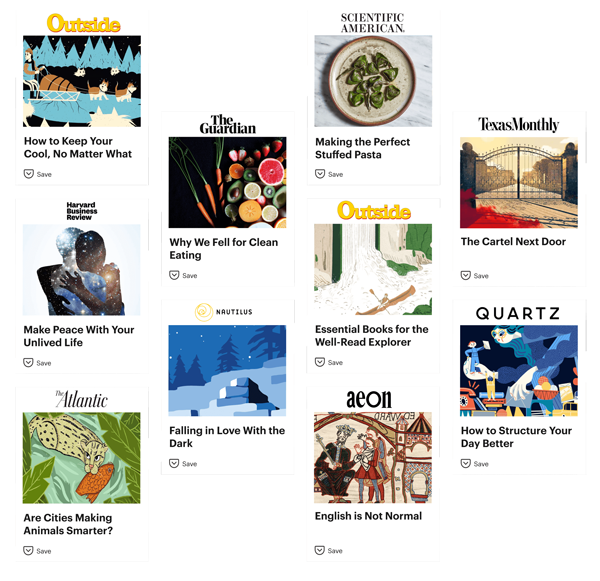 Outside
How to Keep Your
Cool, No Matter What
Save
Harvard
Business
Review
Make Peace With Your
Unlived Life
Save
The Atlantic
Are Cities Making
Animals Smarter?
Save
The
Guardian
Why We Fell for Clean
Eating
Save
NAUTILUS
Falling in Love With the
Dark
Save
SCIENTIFIC
AMERICAN.
Making the Perfect
Stuffed Pasta
Save
Outside
Essential Books for the
Well-Read Explorer
Save
aeon
EDWARD
English is Not Normal
Save
TexasMonthly
The Cartel Next Door
Save
QUARTZ
How to Structure Your
Day Better
Save